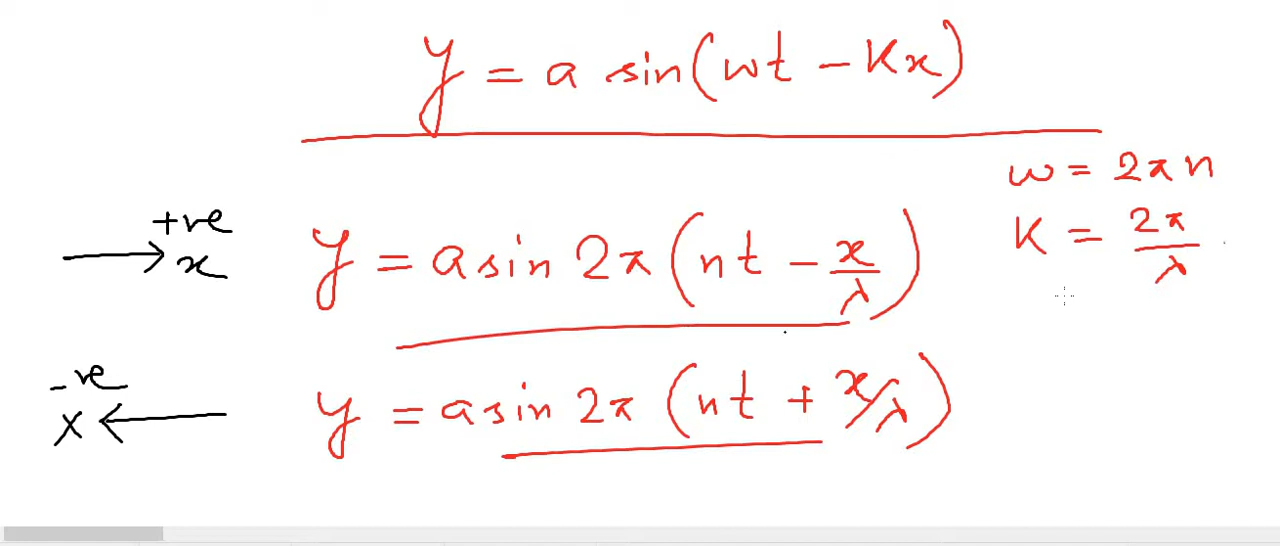 y = a sin(wt − Kx)
w = 2πn
K = 2π/λ
+ve
x
y = a sin 2π (nt − x/λ)
-ve
x
y = a sin 2π (nt + x/λ)